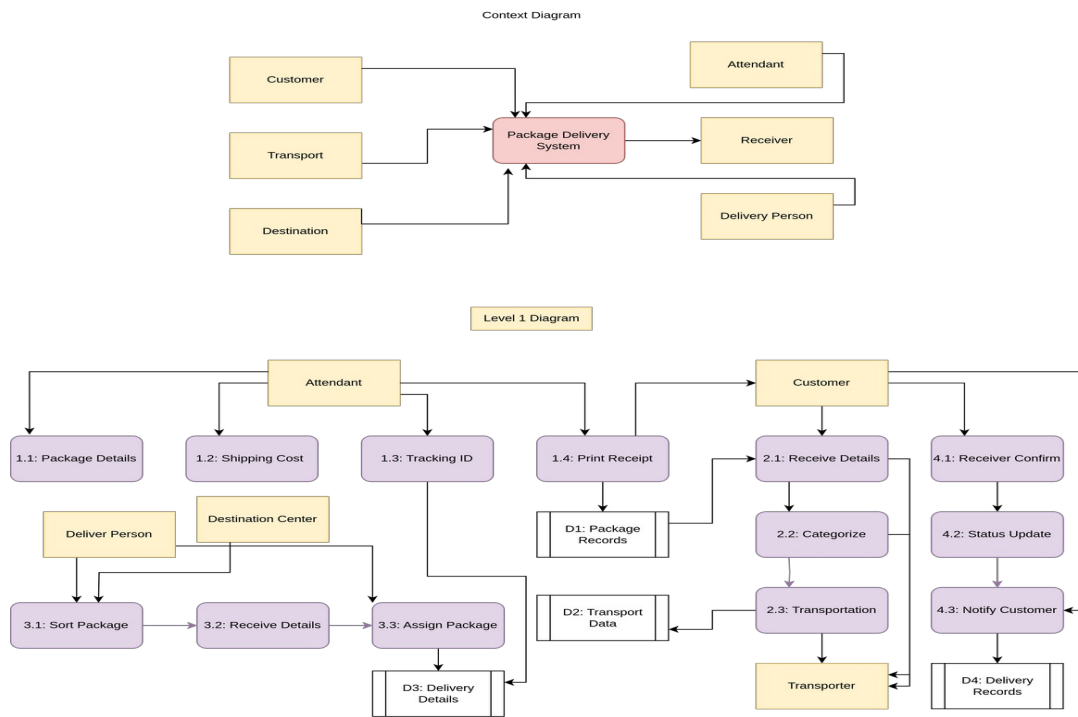 Context Diagram
Customer
Attendant
Transport
Package Delivery
System
Receiver
Destination
Delivery Person
Level 1 Diagram
Attendant
Customer
1.1: Package Details
1.2: Shipping Cost
1.3: Tracking ID
1.4: Print Receipt
2.1: Receive Details
4.1: Receiver Confirm
Deliver Person
Destination Center
D1: Package
Records
2.2: Categorize
4.2: Status Update
3.1: Sort Package
3.2: Receive Details
3.3: Assign Package
D2: Transport
Data
2.3: Transportation
4.3: Notify Customer
D3: Delivery
Details
Transporter
D4: Delivery
Records